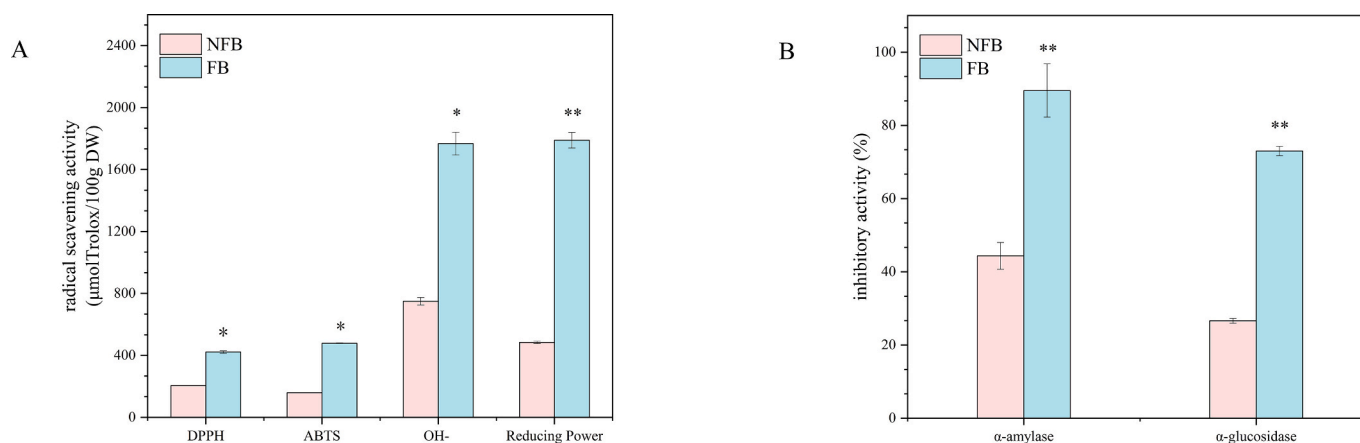 A
radical scavening activity
(μmolTrolox/100g DW)
2400
2000
1600
1200
800
400
0
NFB
FB
*
*
*
**
DPPH
ABTS
OH-
Reducing Power
B
inhibitory activity (%)
100
80
60
40
20
0
NFB
FB
**
**
α-amylase
α-glucosidase